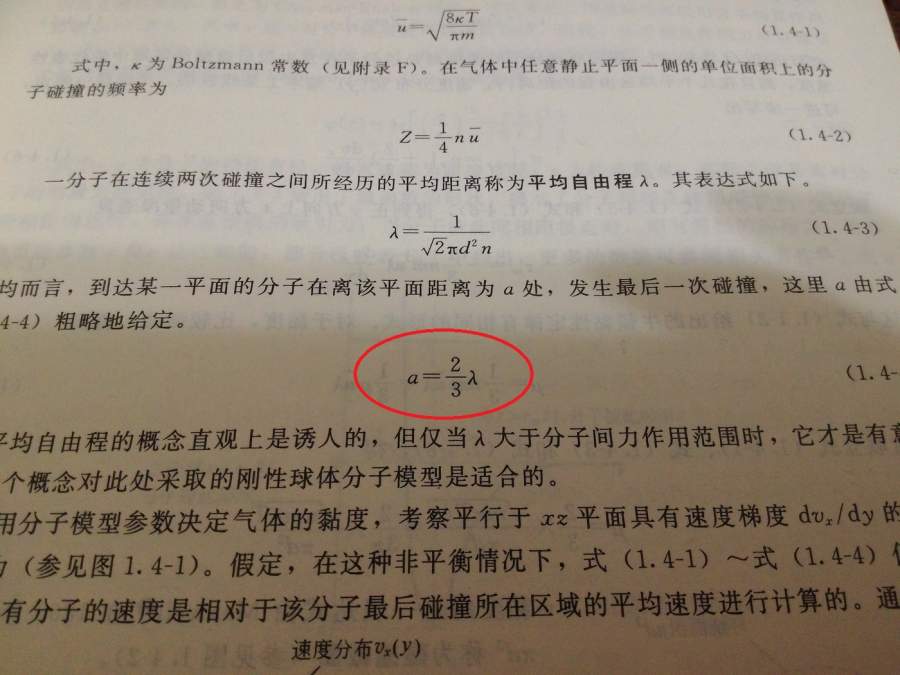 ū=√(8κT/πm) (1.4-1)
式中，κ 为 Boltzmann 常数（见附录 F）。在气体中任意静止平面一侧的单位面积上的分
子碰撞的频率为
Z=1/4 nū (1.4-2)
一分子在连续两次碰撞之间所经历的平均距离称为平均自由程 λ。其表达式如下。
λ=1/(√2πd²n) (1.4-3)
均而言，到达某一平面的分子在离该平面距离为 a 处，发生最后一次碰撞，这里 a 由式
4-4）粗略地给定。
a=2/3 λ (1.4-
平均自由程的概念直观上是诱人的，但仅当 λ 大于分子间力作用范围时，它才是有意
个概念对此处采取的刚性球体分子模型是适合的。
用分子模型参数决定气体的黏度，考察平行于 xz 平面具有速度梯度 dvₓ/dy 的
（参见图 1.4-1）。假定，在这种非平衡情况下，式（1.4-1）～式（1.4-4）
有分子的速度是相对于该分子最后碰撞所在区域的平均速度进行计算的。通
速度分布vₓ(y)